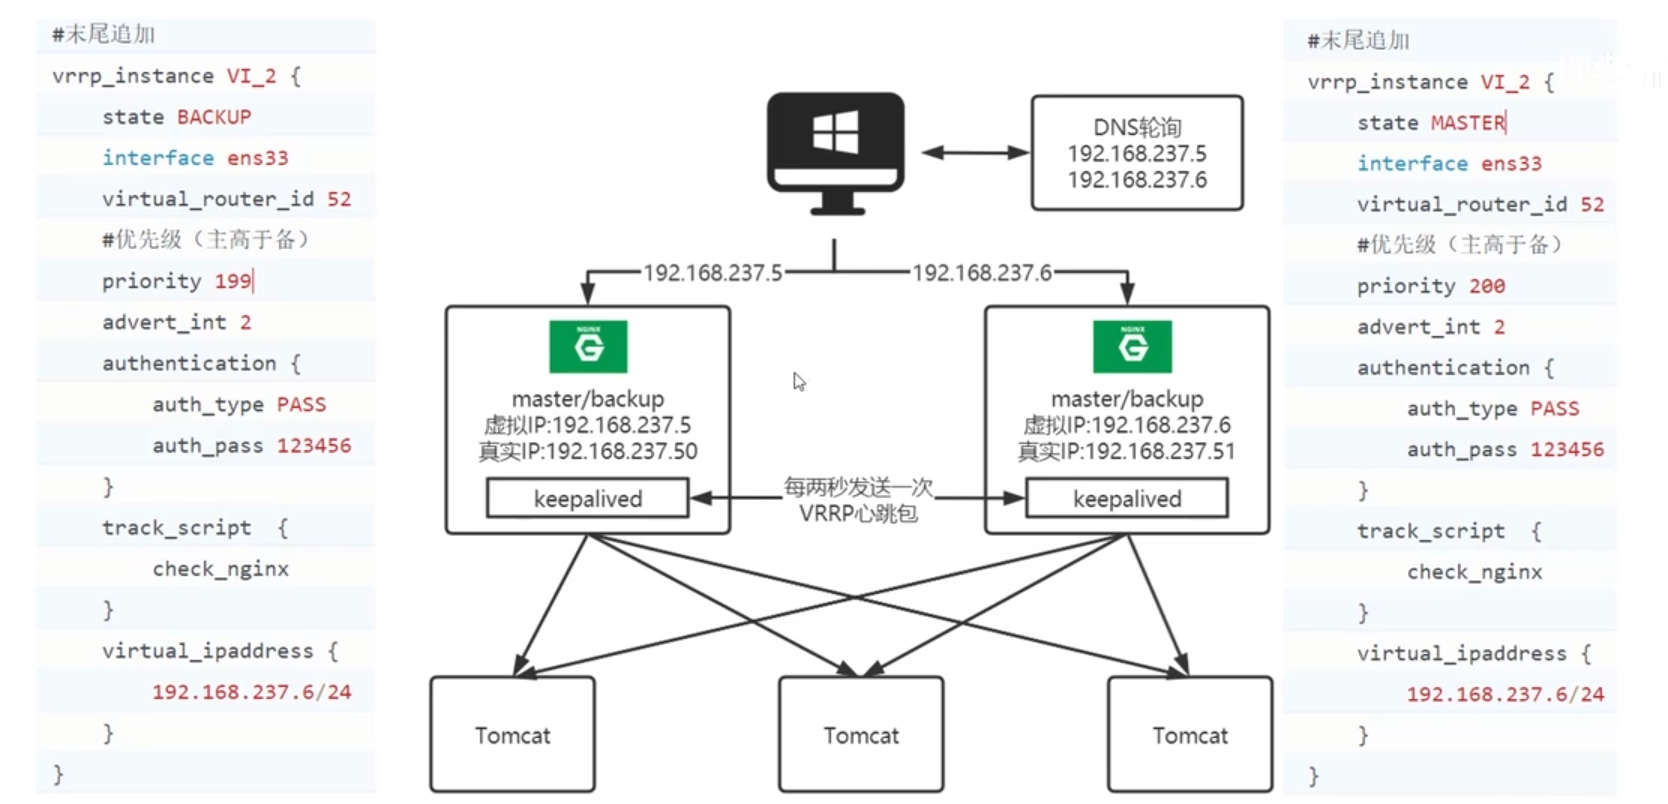 #末尾追加
vrrp_instance VI_2 {
state BACKUP
interface ens33
virtual_router_id 52
#优先级（主高于备）
priority 199
advert_int 2
authentication {
auth_type PASS
auth_pass 123456
}
track_script {
check_nginx
}
virtual_ipaddress {
192.168.237.6/24
}
}
DNS轮询
192.168.237.5
192.168.237.6
192.168.237.5
192.168.237.6
NGINX
G
master/backup
虚拟IP:192.168.237.5
真实IP:192.168.237.50
keepalived
每两秒发送一次
VRRP心跳包
NGINX
G
master/backup
虚拟IP:192.168.237.6
真实IP:192.168.237.51
keepalived
Tomcat
Tomcat
Tomcat
#末尾追加
vrrp_instance VI_2 {
state MASTER
interface ens33
virtual_router_id 52
#优先级（主高于备）
priority 200
advert_int 2
authentication {
auth_type PASS
auth_pass 123456
}
track_script {
check_nginx
}
virtual_ipaddress {
192.168.237.6/24
}
}